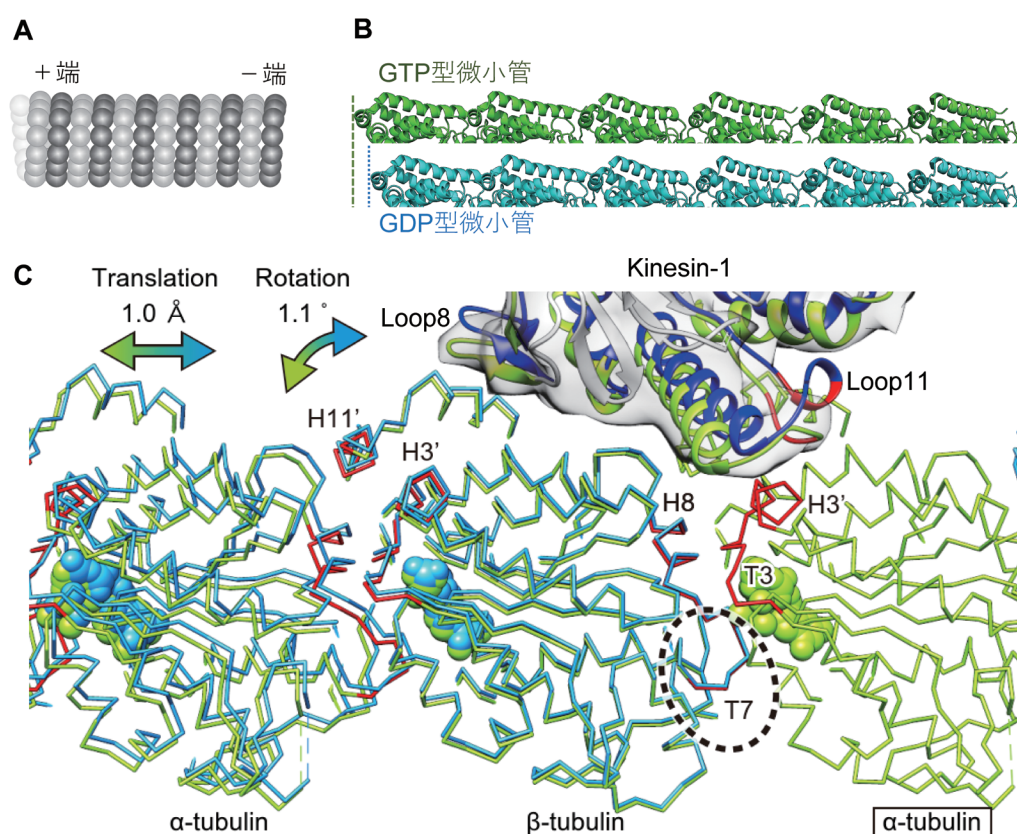 A
+端
−端
B
GTP型微小管
GDP型微小管
C
Translation
1.0 Å
Rotation
1.1 °
Kinesin-1
Loop8
Loop11
H11’
H3’
H8
H3’
T3
T7
α-tubulin
β-tubulin
α-tubulin